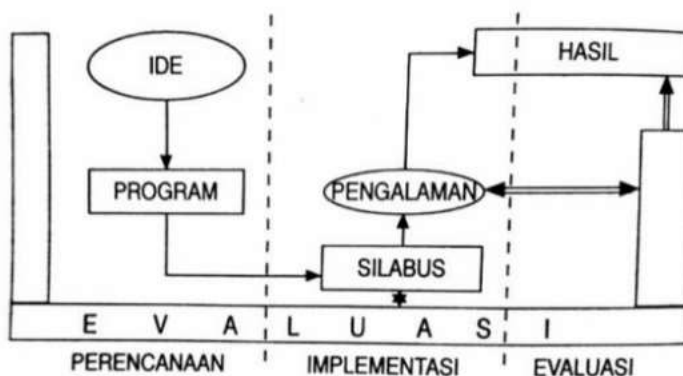 IDE
HASIL
PROGRAM
PENGALAMAN
SILABUS
E V A L U A S I
PERENCANAAN
IMPLEMENTASI
EVALUASI